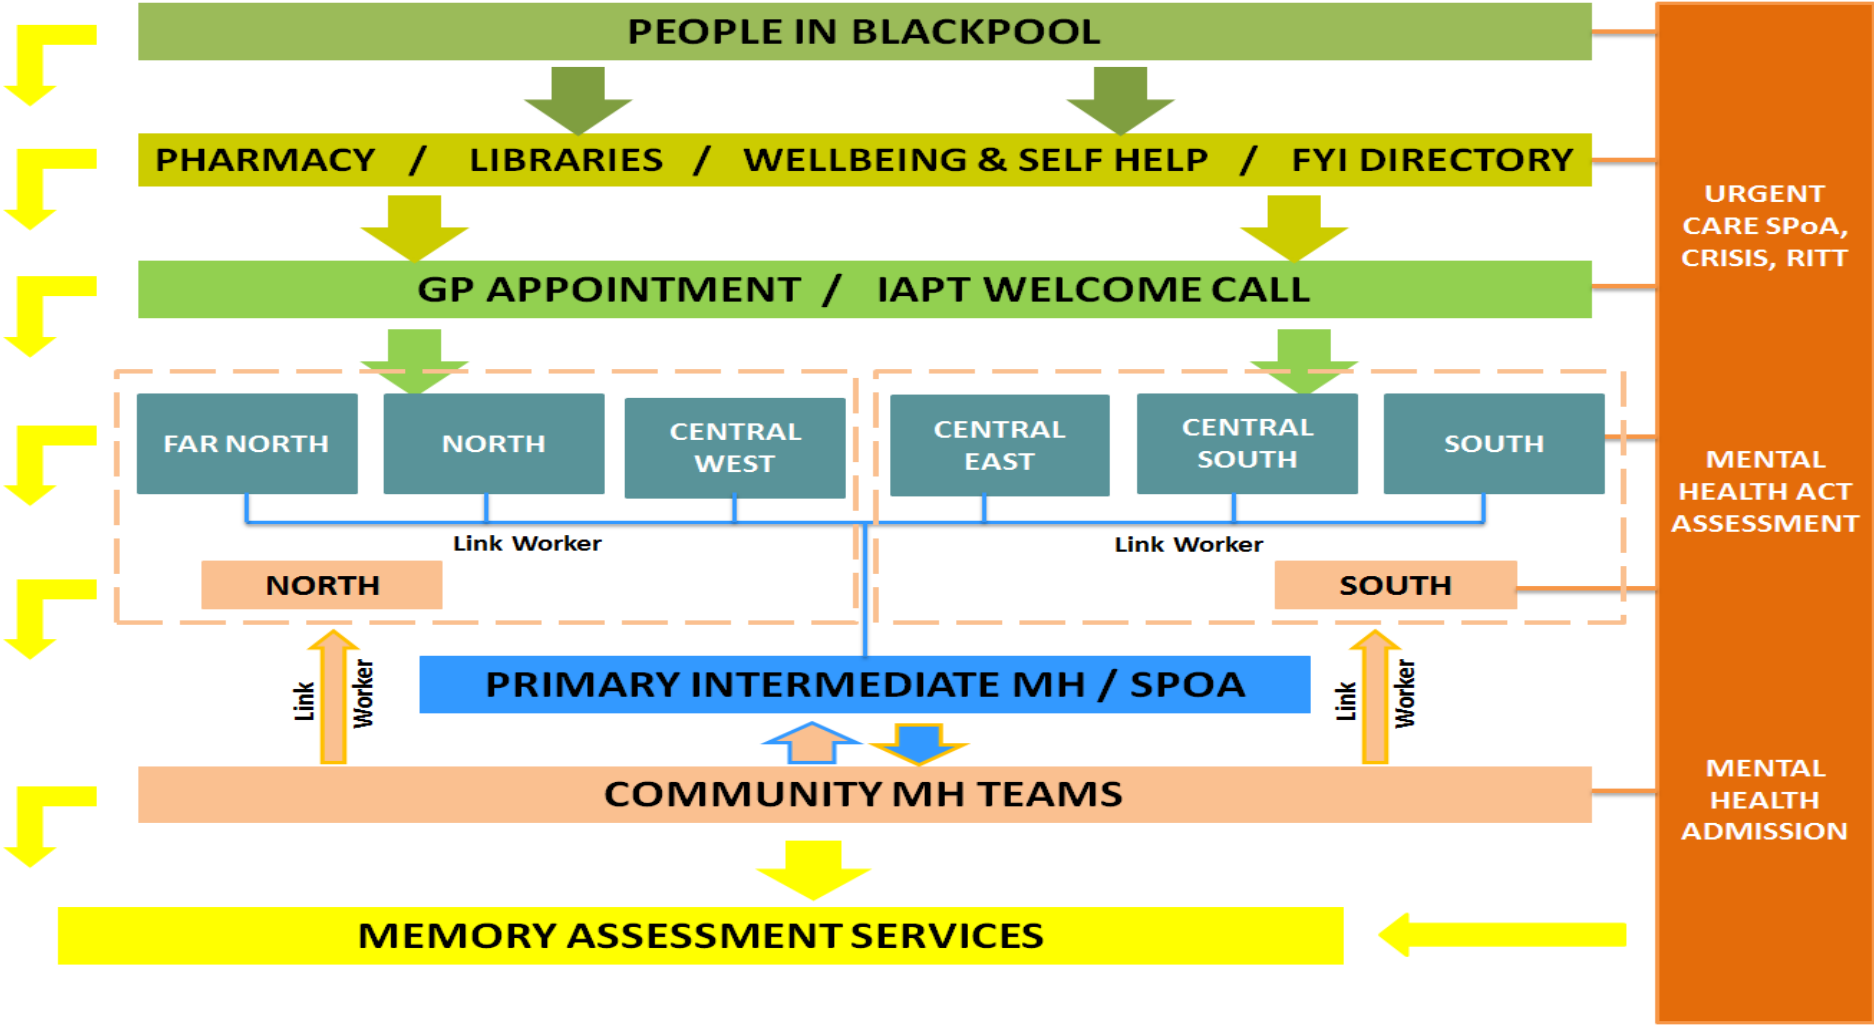 PEOPLE IN BLACKPOOL
PHARMACY / LIBRARIES / WELLBEING & SELF HELP / FYI DIRECTORY
GP APPOINTMENT / IAPT WELCOME CALL
FAR NORTH
NORTH
CENTRAL
WEST
CENTRAL
EAST
CENTRAL
SOUTH
SOUTH
Link Worker
Link Worker
NORTH
SOUTH
Link
Worker
PRIMARY INTERMEDIATE MH / SPOA
Link
Worker
COMMUNITY MH TEAMS
MEMORY ASSESSMENT SERVICES
URGENT
CARE SPoA,
CRISIS, RITT
MENTAL
HEALTH ACT
ASSESSMENT
MENTAL
HEALTH
ADMISSION